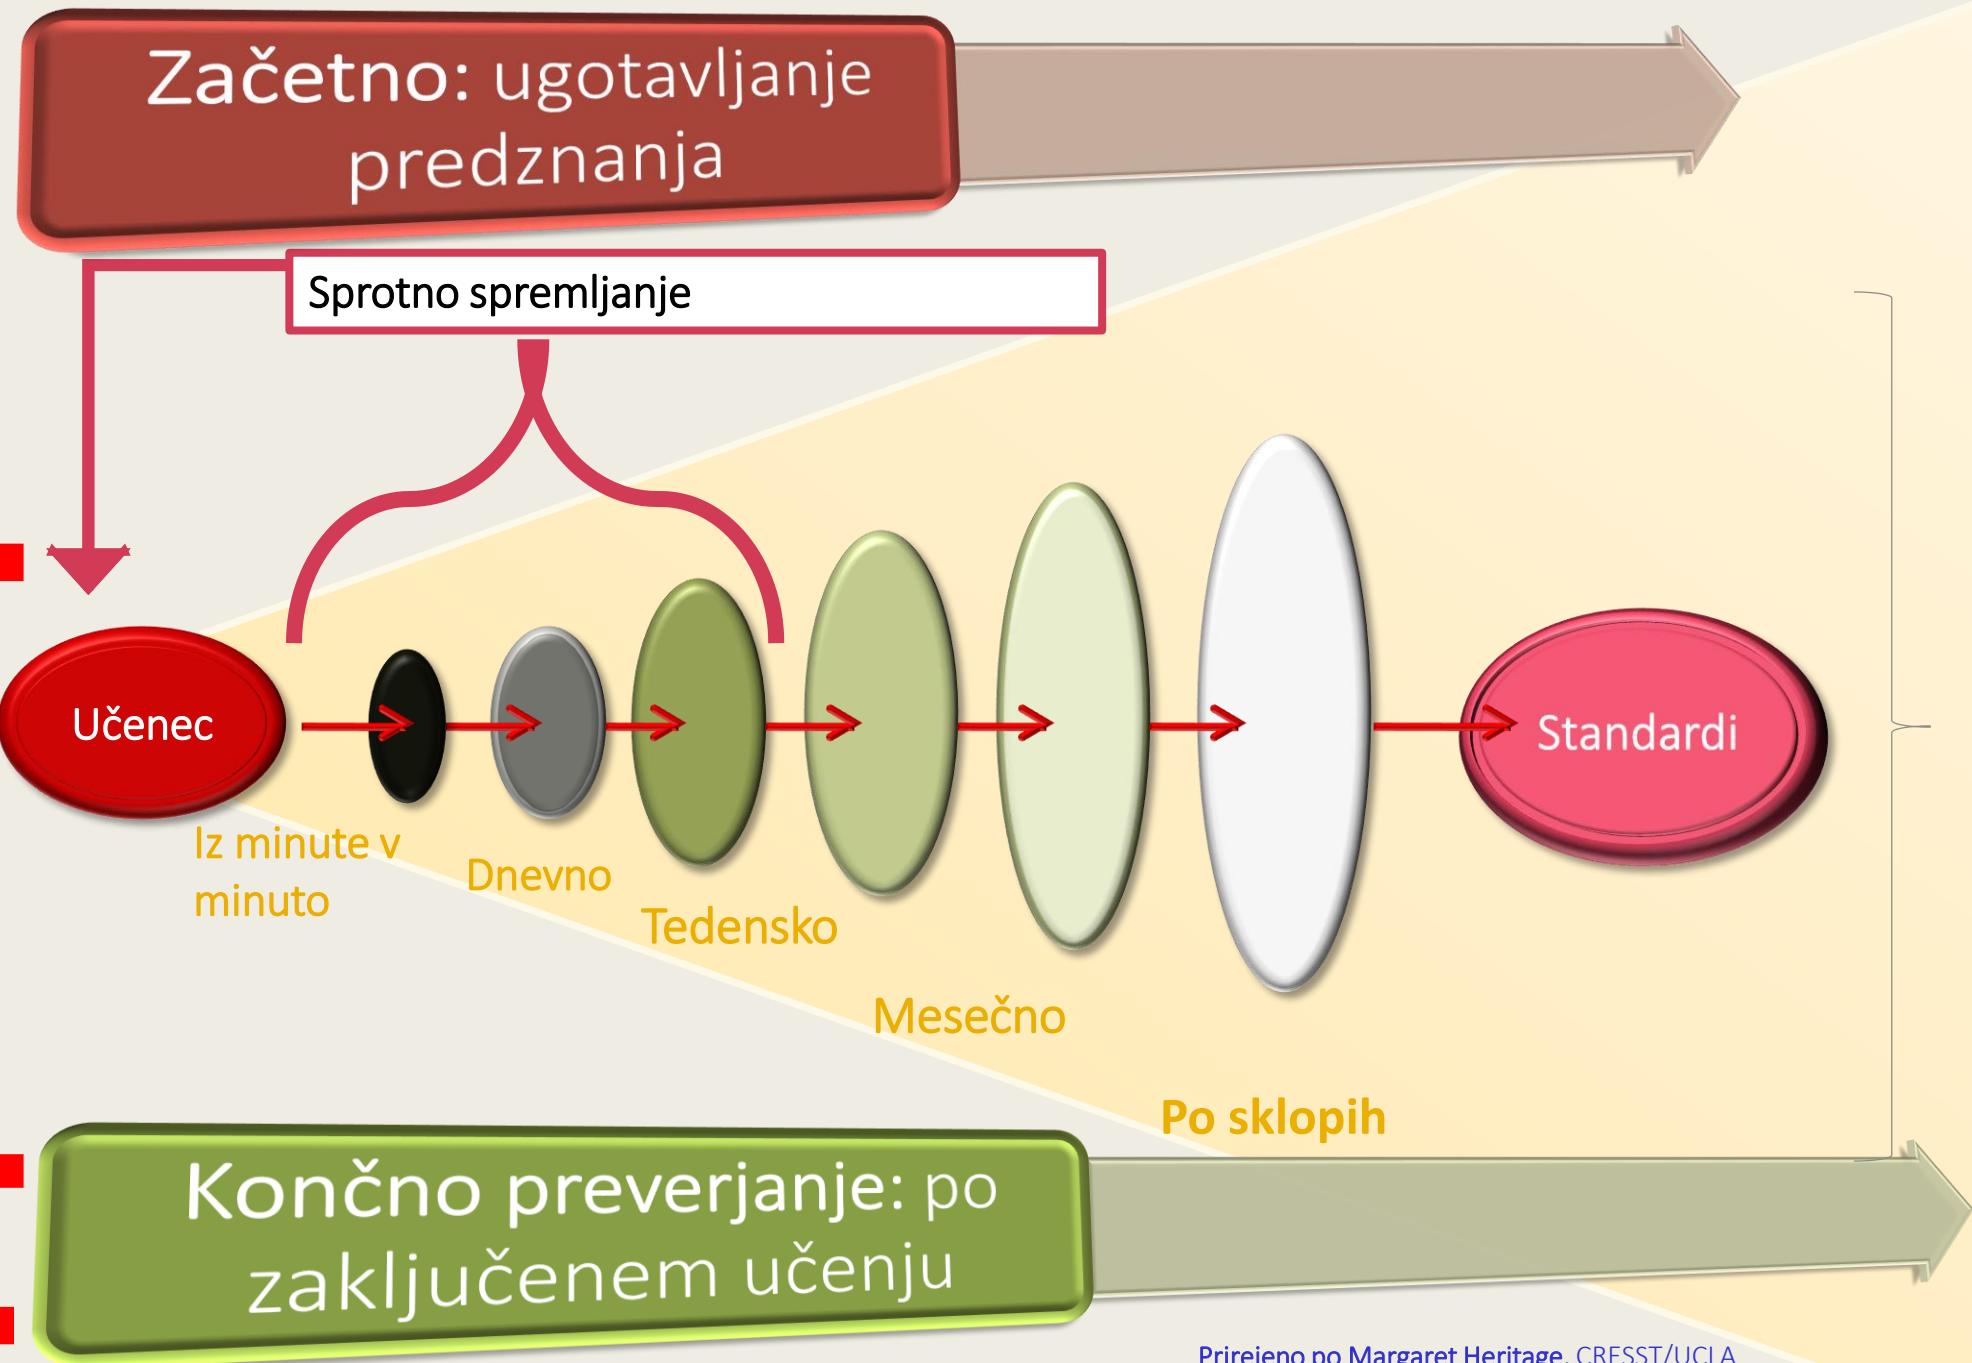 Začetno: ugotavljanje
predznanja
Sprotno spremljanje
Učenec
Standardi
Iz minute v
minuto
Dnevno
Tedensko
Mesečno
Po sklopih
Končno preverjanje: po
zaključenem učenju
Prirejeno po Margaret Heritage, CRESST/UCLA